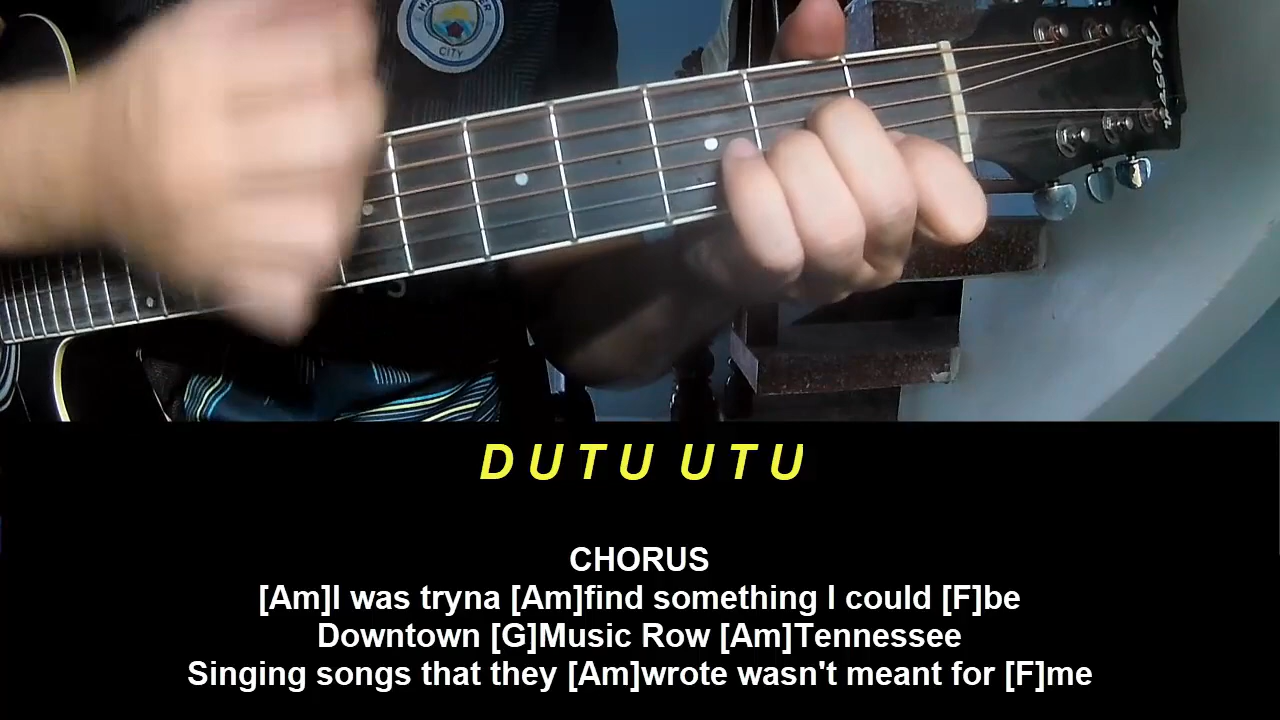 CITY
D U T U U T U
CHORUS
[Am]I was tryna [Am]find something I could [F]be
Downtown [G]Music Row [Am]Tennessee
Singing songs that they [Am]wrote wasn't meant for [F]me